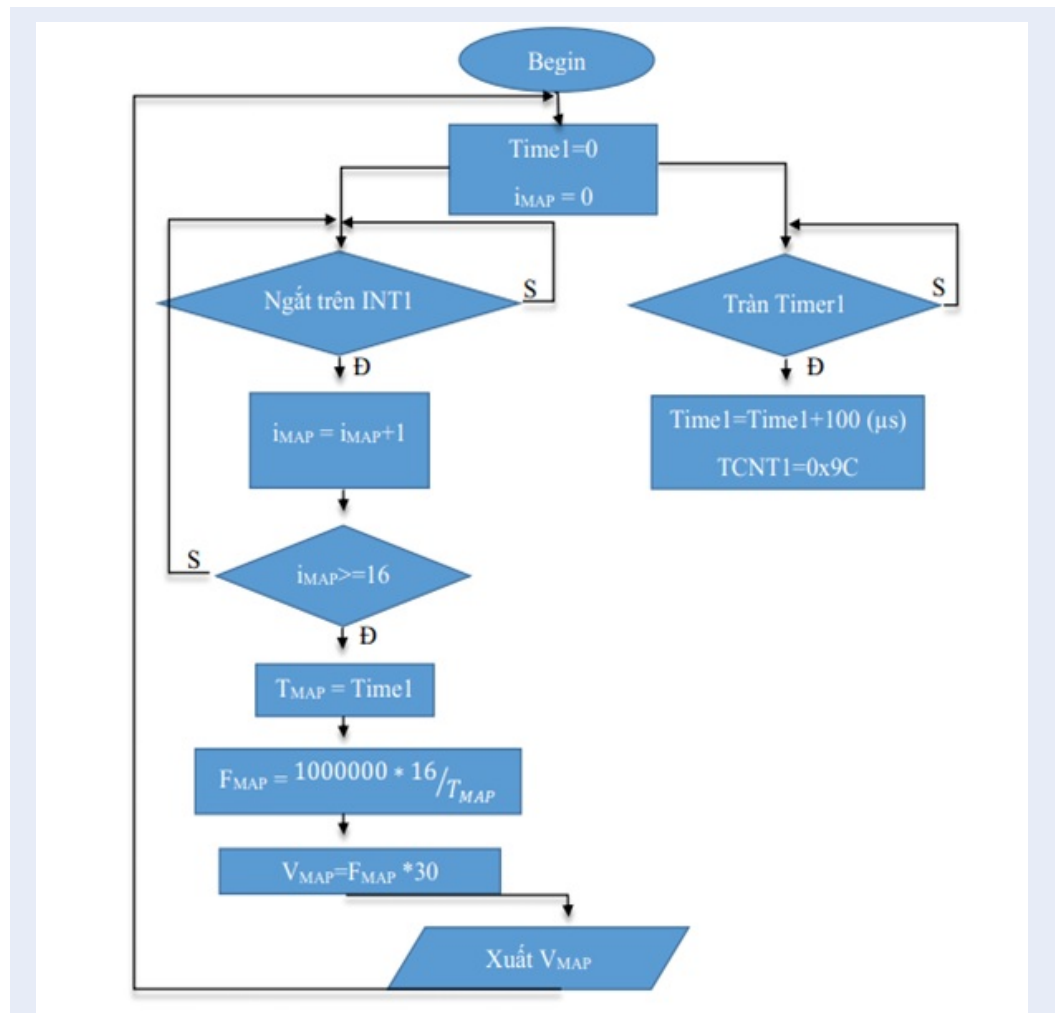 Begin
Time1=0
iMAP = 0
Ngắt trên INT1
S
Đ
Tràn Timer1
S
Đ
iMAP = iMAP+1
Time1=Time1+100 (µs)
TCNT1=0x9C
iMAP>=16
S
Đ
TMAP = Time1
FMAP = 1000000 * 16/TMAP
VMAP=FMAP *30
Xuất VMAP